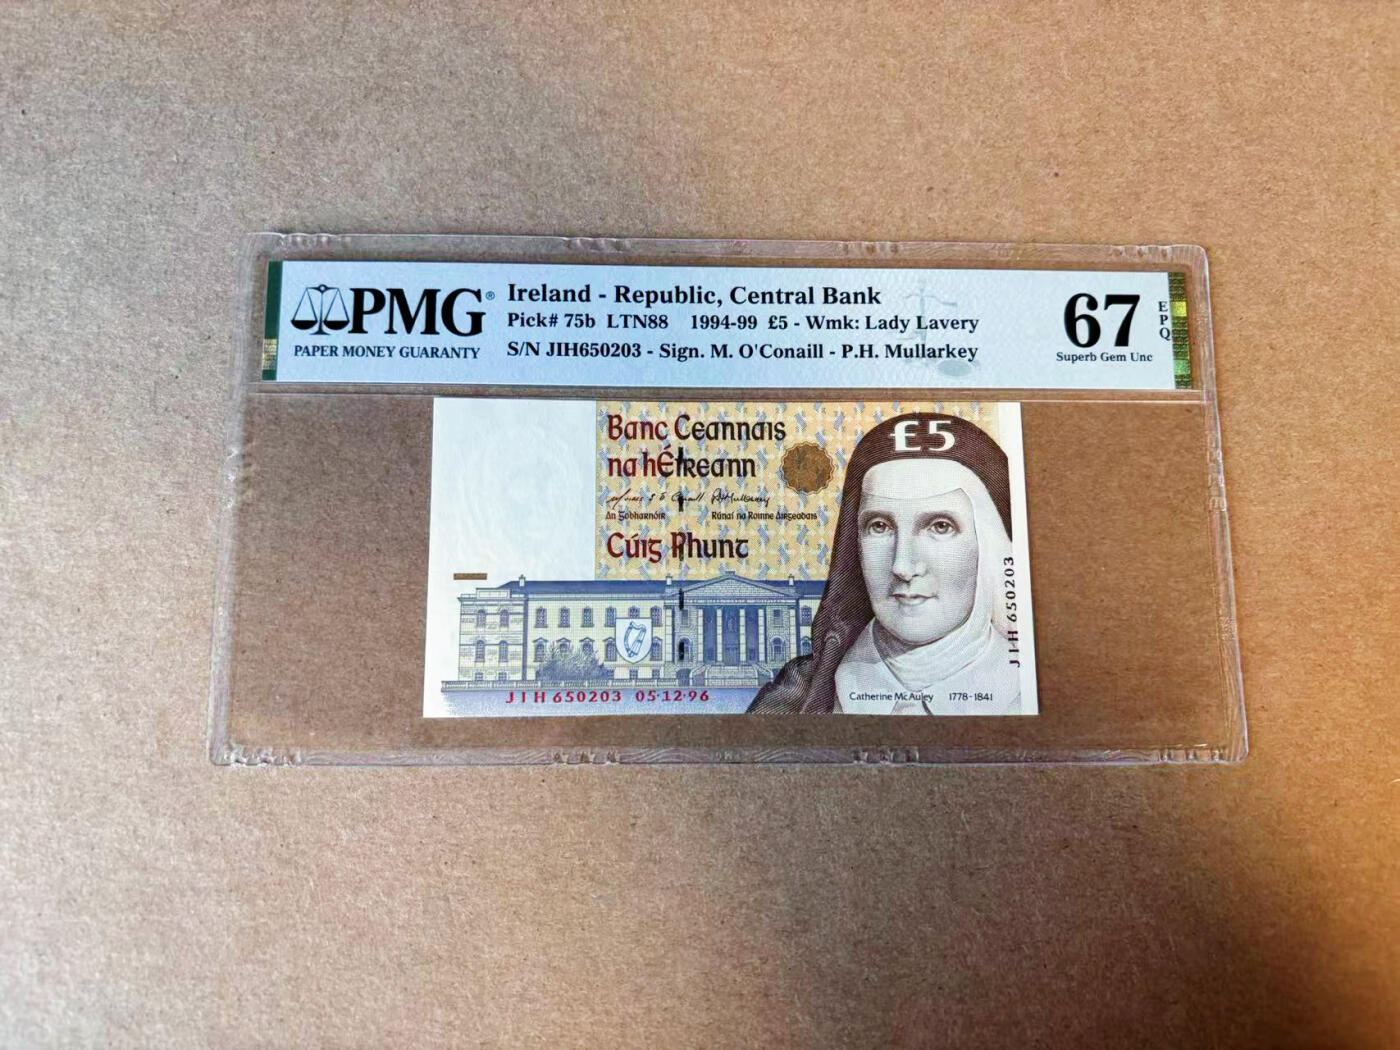 PMG®
PAPER MONEY GUARANTY
Ireland - Republic, Central Bank
Pick# 75b LTN88 1994-99 £5 - Wmk: Lady Lavery
S/N JIH650203 - Sign. M. O'Conaill - P.H. Mullarkey
67
EPQ
Superb Gem Unc
Banc Ceannais
na hÉireann
An Gobharnóir Rúnaí na Roinne Airgeadais
Cúig Phunt
£5
JIH 650203
JIH 650203 05·12·96
Catherine McAuley 1778-1841